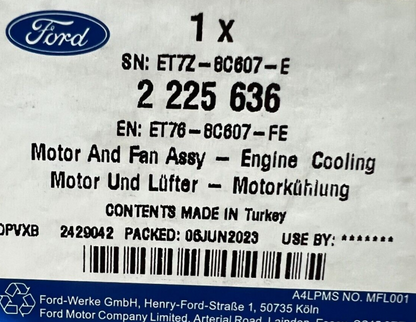 Ford
1 x
SN: ET7Z-8C607-E
2 225 636
EN: ET76-8C607-FE
Motor And Fan Assy - Engine Cooling
Motor Und Lüfter - Motorkühlung
CONTENTS MADE IN Turkey
DPVXB 2429042 PACKED: 06JUN2023 USE BY: *******
A4LPMS NO. MFL001
Ford-Werke GmbH, Henry-Ford-Straße 1, 50735 Köln
Ford Motor Company Limited, Arterial Road, Laindon,